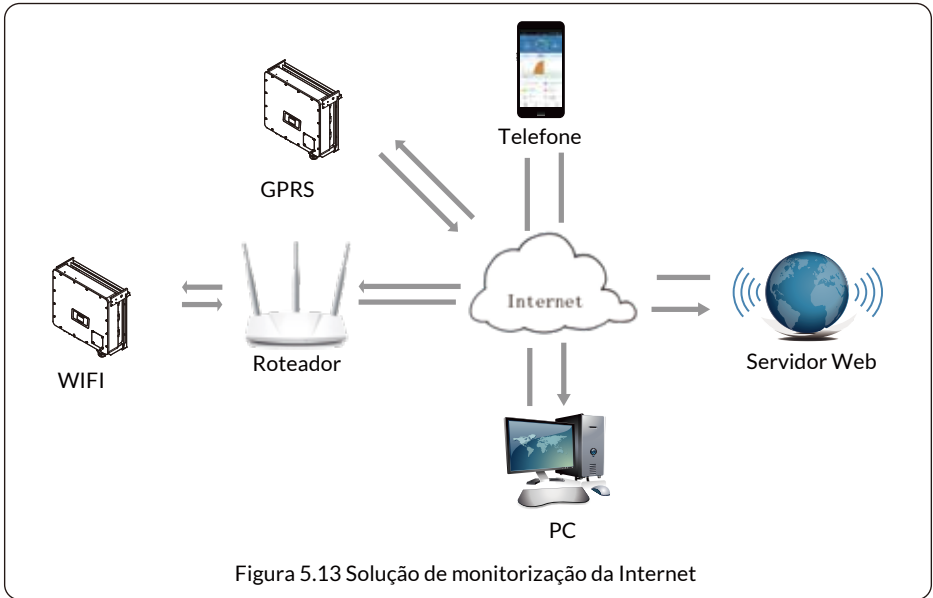 Telefone
GPRS
Internet
Roteador
Servidor Web
WIFI
PC
Figura 5.13 Solução de monitorização da Internet